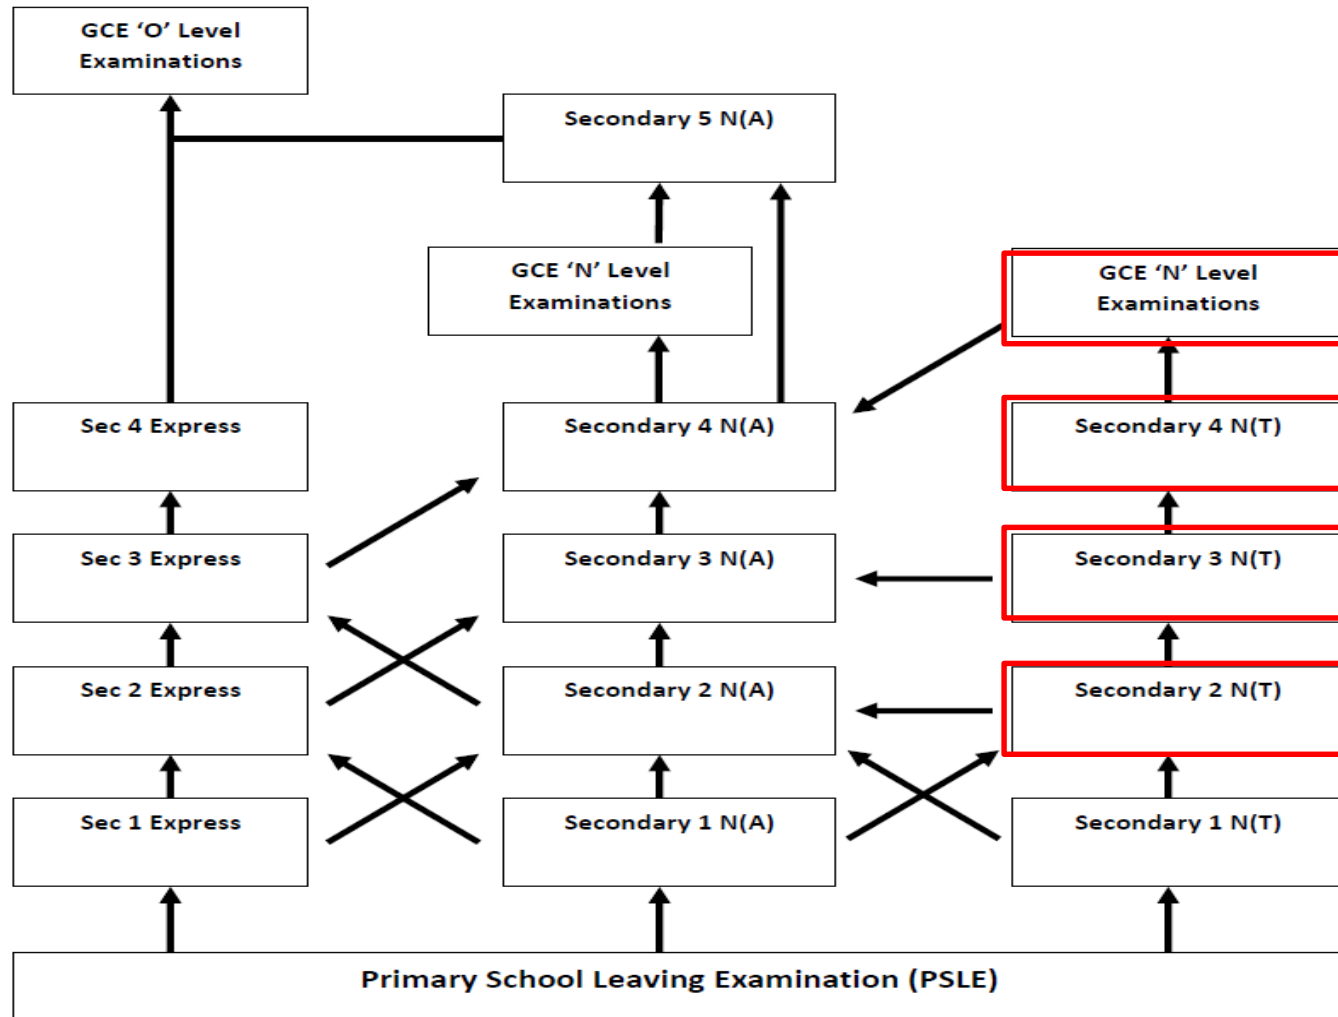 GCE ‘O’ Level
Examinations
Secondary 5 N(A)
GCE ‘N’ Level
Examinations
GCE ‘N’ Level
Examinations
Sec 4 Express
Secondary 4 N(A)
Secondary 4 N(T)
Sec 3 Express
Secondary 3 N(A)
Secondary 3 N(T)
Sec 2 Express
Secondary 2 N(A)
Secondary 2 N(T)
Sec 1 Express
Secondary 1 N(A)
Secondary 1 N(T)
Primary School Leaving Examination (PSLE)